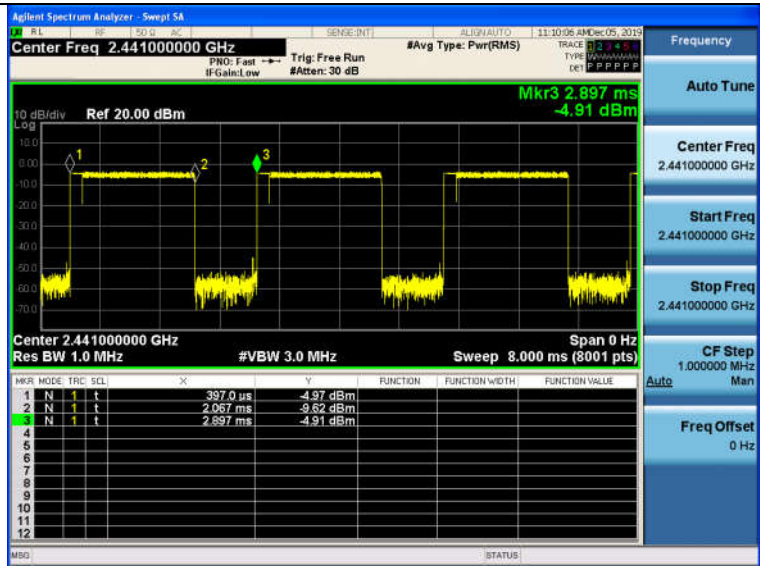 Agilent Spectrum Analyzer - Swept SA
RL RF 50 Ω AC SENSE:INT ALIGNAUTO 11:10:06 AM Dec 05, 2019
Center Freq 2.441000000 GHz #Avg Type: Pwr(RMS) TRACE 1 2 3 4 5 6
PNO: Fast Trig: Free Run TYPE
IFGain:Low #Atten: 30 dB DET P P P P P P
Mkr3 2.897 ms
-4.91 dBm
10 dB/div Ref 20.00 dBm
Log
10.0
0.00
-10.0
-20.0
-30.0
-40.0
-50.0
-60.0
-70.0
1
2
3
Center 2.441000000 GHz Span 0 Hz
Res BW 1.0 MHz #VBW 3.0 MHz Sweep 8.000 ms (8001 pts)
MKR MODE TRC SCL X Y FUNCTION FUNCTION WIDTH FUNCTION VALUE
1 N 1 t 397.0 µs -4.97 dBm
2 N 1 t 2.067 ms -9.62 dBm
3 N 1 t 2.897 ms -4.91 dBm
4
5
6
7
8
9
10
11
12
MSG STATUS
Frequency
Auto Tune
Center Freq
2.441000000 GHz
Start Freq
2.441000000 GHz
Stop Freq
2.441000000 GHz
CF Step
1.000000 MHz
Auto Man
Freq Offset
0 Hz